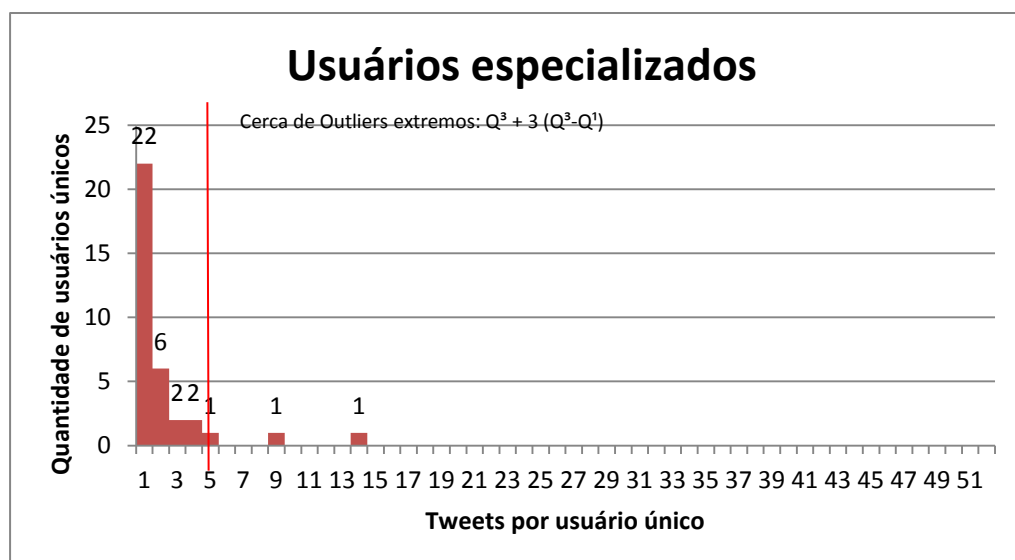 Usuários especializados
Cerca de Outliers extremos: Q³ + 3 (Q³-Q¹)
Quantidade de usuários únicos
25
20
15
10
5
0
22
6
2
2
1
1
1
1 3 5 7 9 11 13 15 17 19 21 23 25 27 29 31 33 35 37 39 41 43 45 47 49 51
Tweets por usuário único